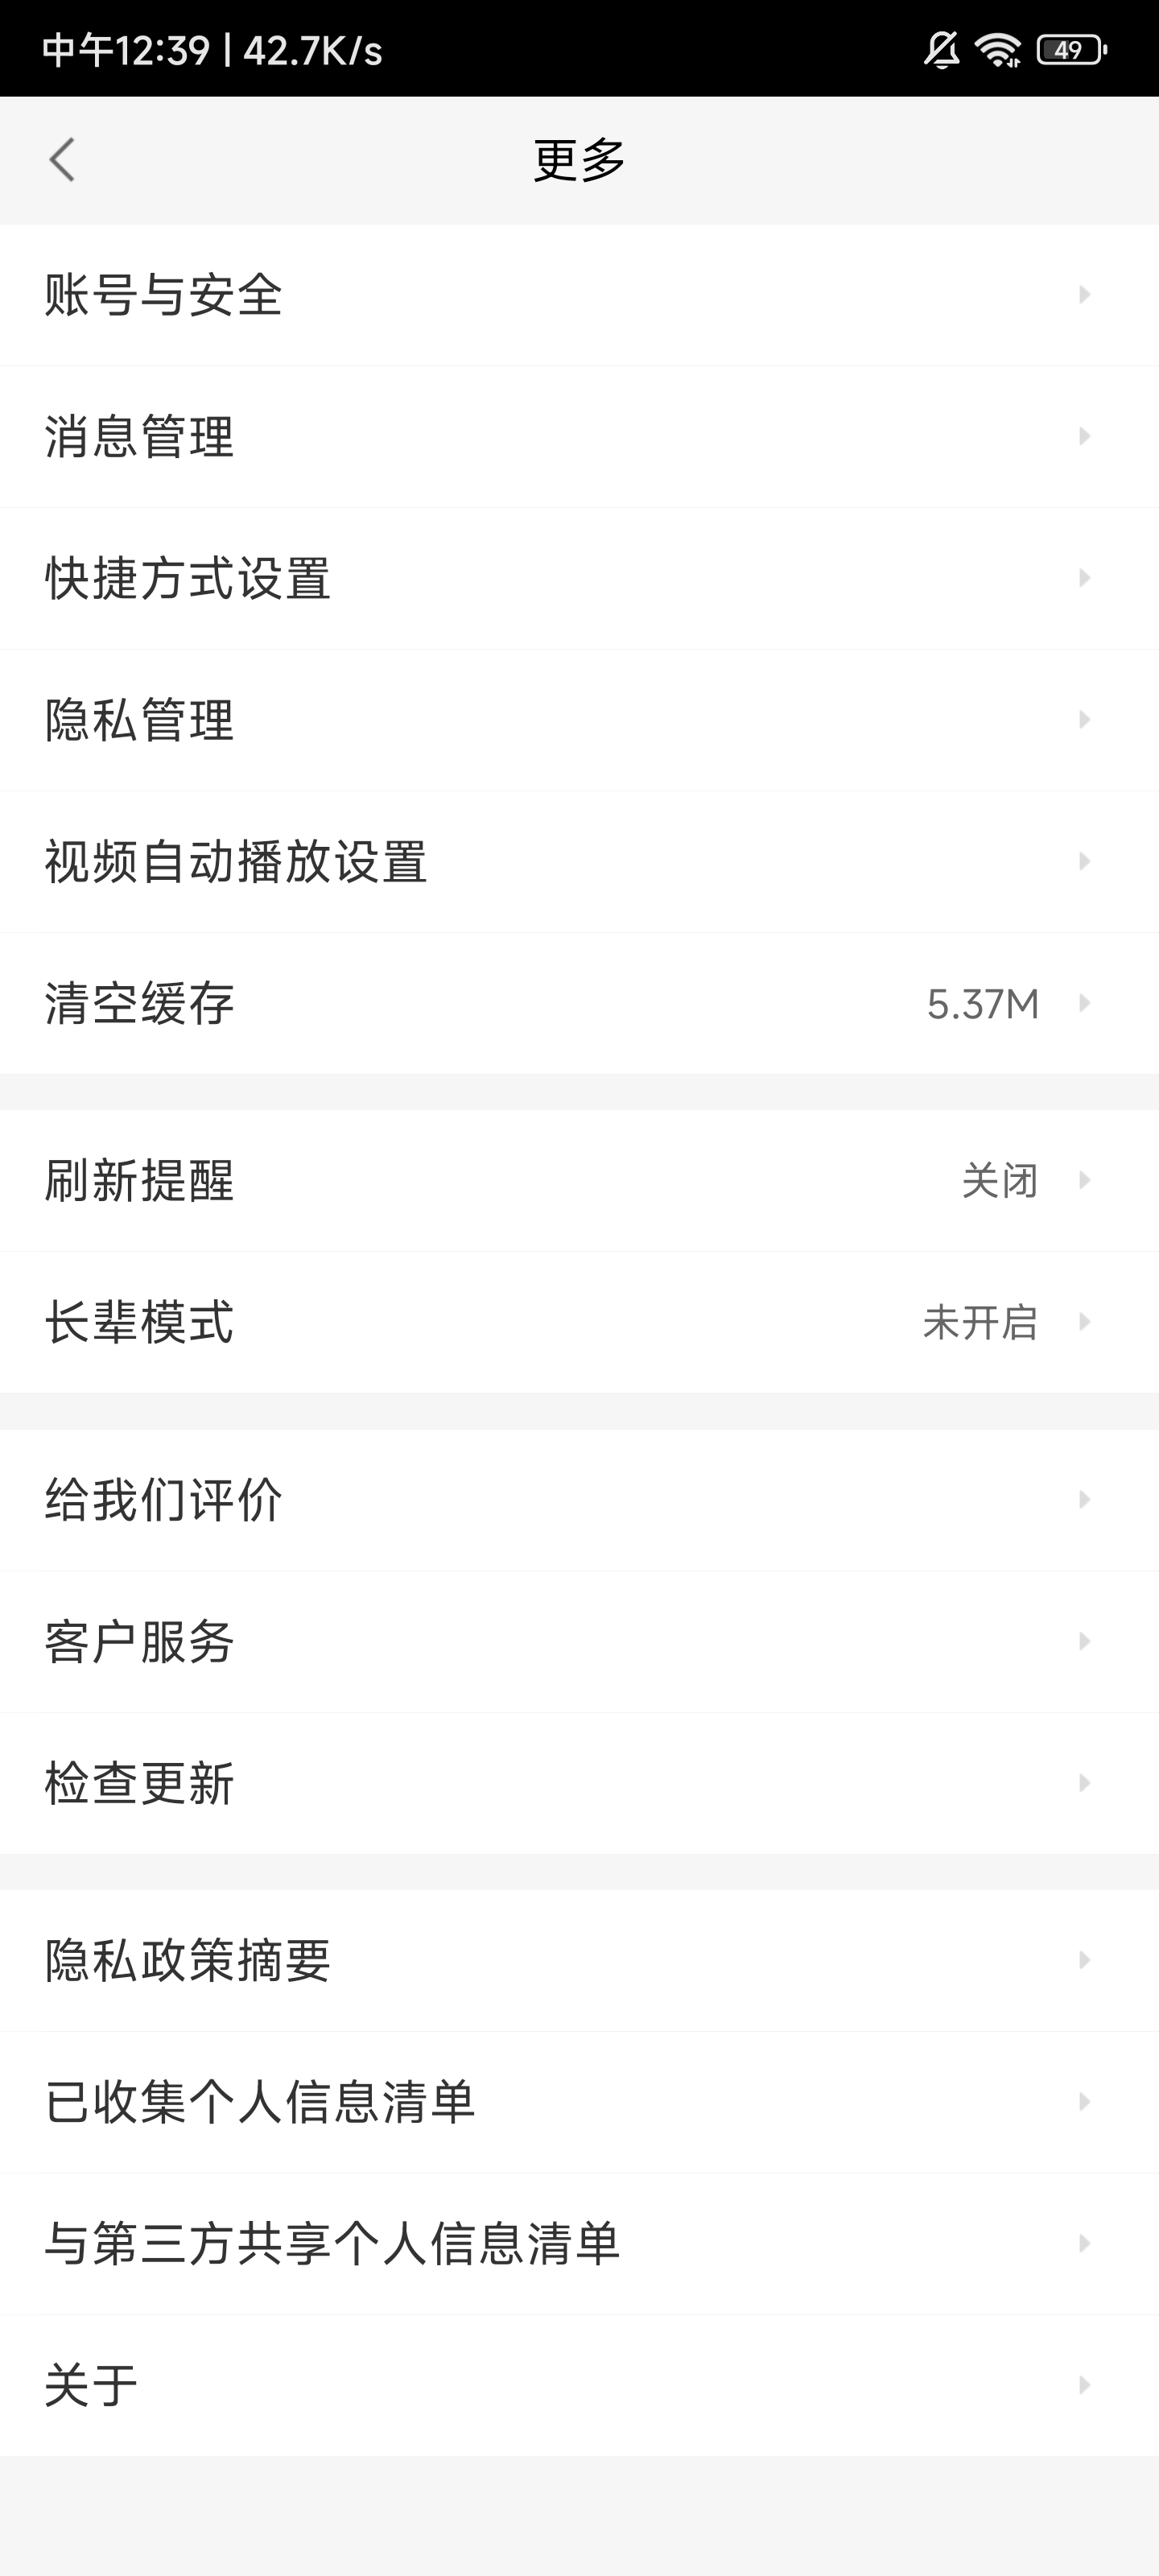 中午12:39 | 42.7K/s 49
更多
账号与安全
消息管理
快捷方式设置
隐私管理
视频自动播放设置
清空缓存 5.37M
刷新提醒 关闭
长辈模式 未开启
给我们评价
客户服务
检查更新
隐私政策摘要
已收集个人信息清单
与第三方共享个人信息清单
关于